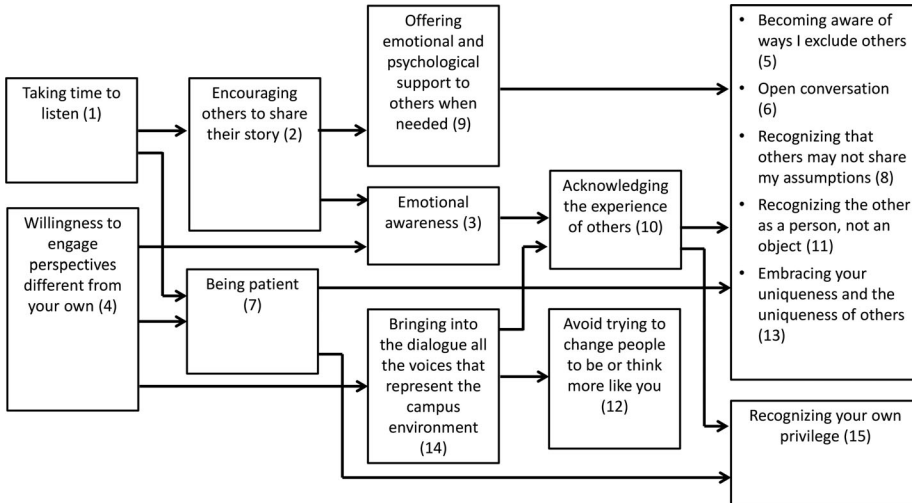 Taking time to
listen (1)
Willingness to
engage
perspectives
different from
your own (4)
Encouraging
others to share
their story (2)
Being patient
(7)
Offering
emotional and
psychological
support to
others when
needed (9)
Emotional
awareness (3)
Bringing into
the dialogue all
the voices that
represent the
campus
environment
(14)
Acknowledging
the experience
of others (10)
Avoid trying to
change people
to be or think
more like you
(12)
• Becoming aware of
ways I exclude others
(5)
• Open conversation
(6)
• Recognizing that
others may not share
my assumptions (8)
• Recognizing the other
as a person, not an
object (11)
• Embracing your
uniqueness and the
uniqueness of others
(13)
Recognizing your own
privilege (15)